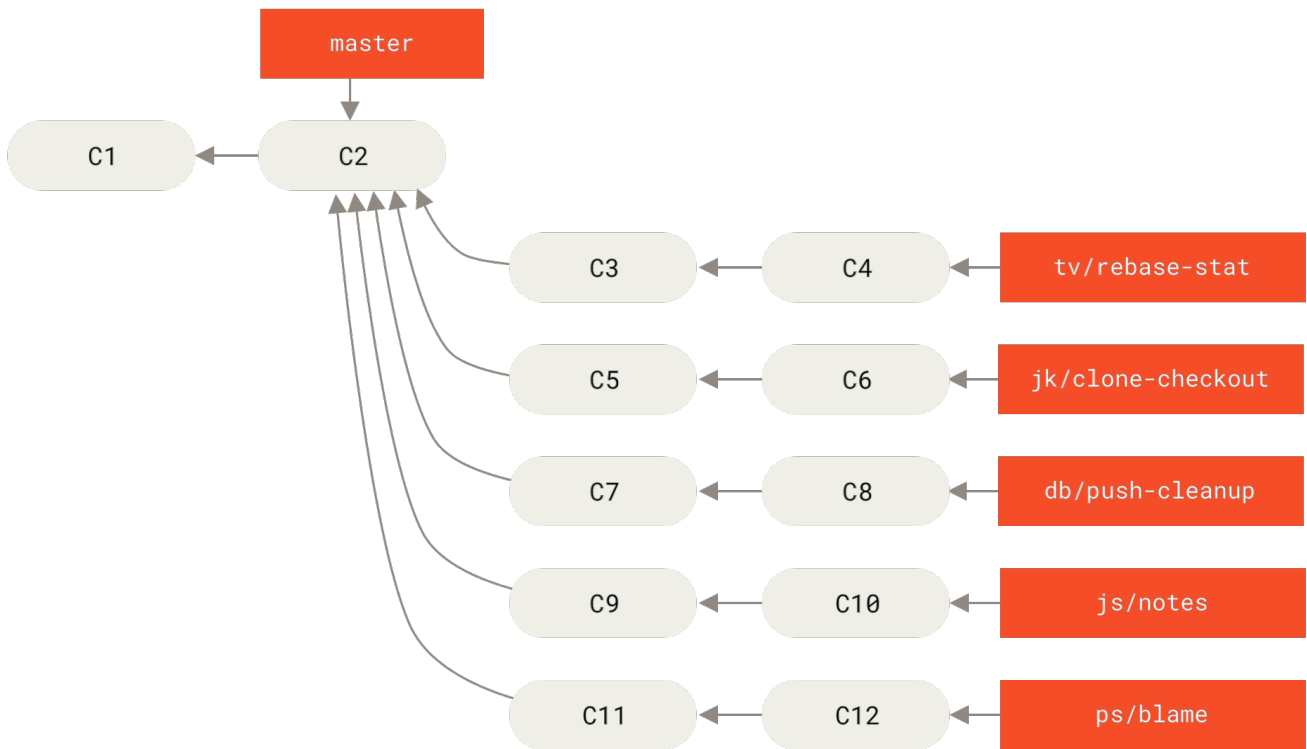 master
C1
C2
C3
C4
tv/rebase-stat
C5
C6
jk/clone-checkout
C7
C8
db/push-cleanup
C9
C10
js/notes
C11
C12
ps/blame